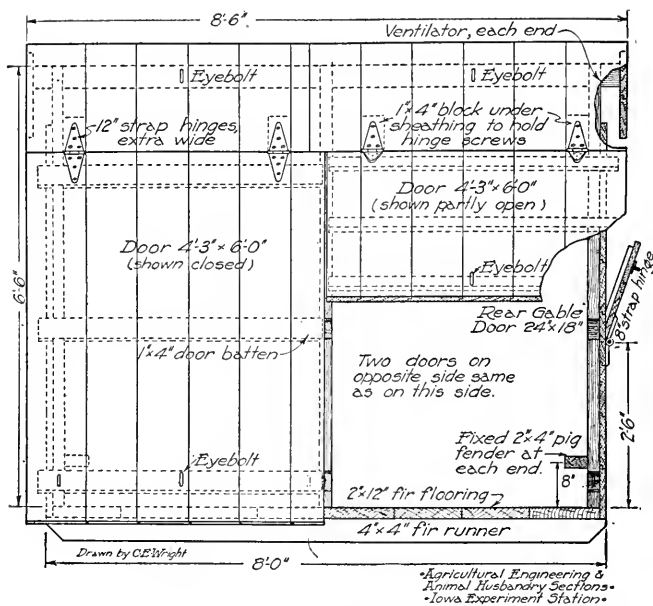 8'-6"
Ventilator, each end
Eyebolt
Eyebolt
12" strap hinges,
extra wide
1"x4" block under
sheathing to hold
hinge screws
Door 4'-3"x6'-0"
(shown partly open)
Door 4'-3"x6'-0"
(shown closed)
6'-6"
Eyebolt
8" strap hinge
Rear Gable
Door 24"x18"
1"x4" door batten
Two doors on
opposite side same
as on this side.
2'-6"
Fixed 2"x4" pig
fender at
each end.
Eyebolt
8"
2"x12" fir flooring
4"x4" fir runner
Drawn by C.E. Wright
8'-0"
•Agricultural Engineering &
Animal Husbandry Sections•
•Iowa Experiment Station•